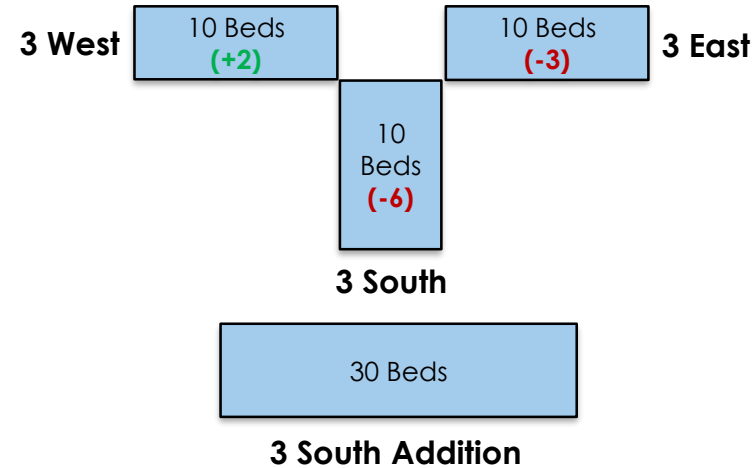 3 West
10 Beds
(+2)
10 Beds
(-3)
3 East
10
Beds
(-6)
3 South
30 Beds
3 South Addition